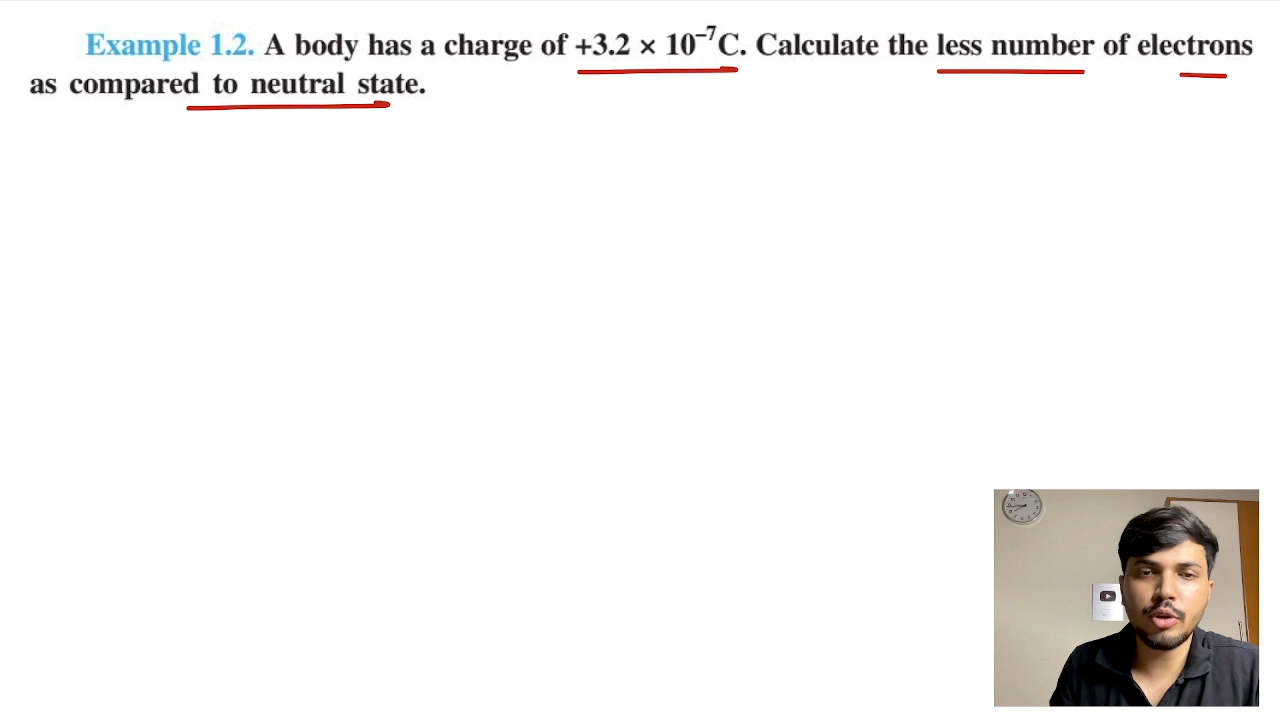 Example 1.2. A body has a charge of +3.2 × 10⁻⁷C. Calculate the less number of electrons
as compared to neutral state.